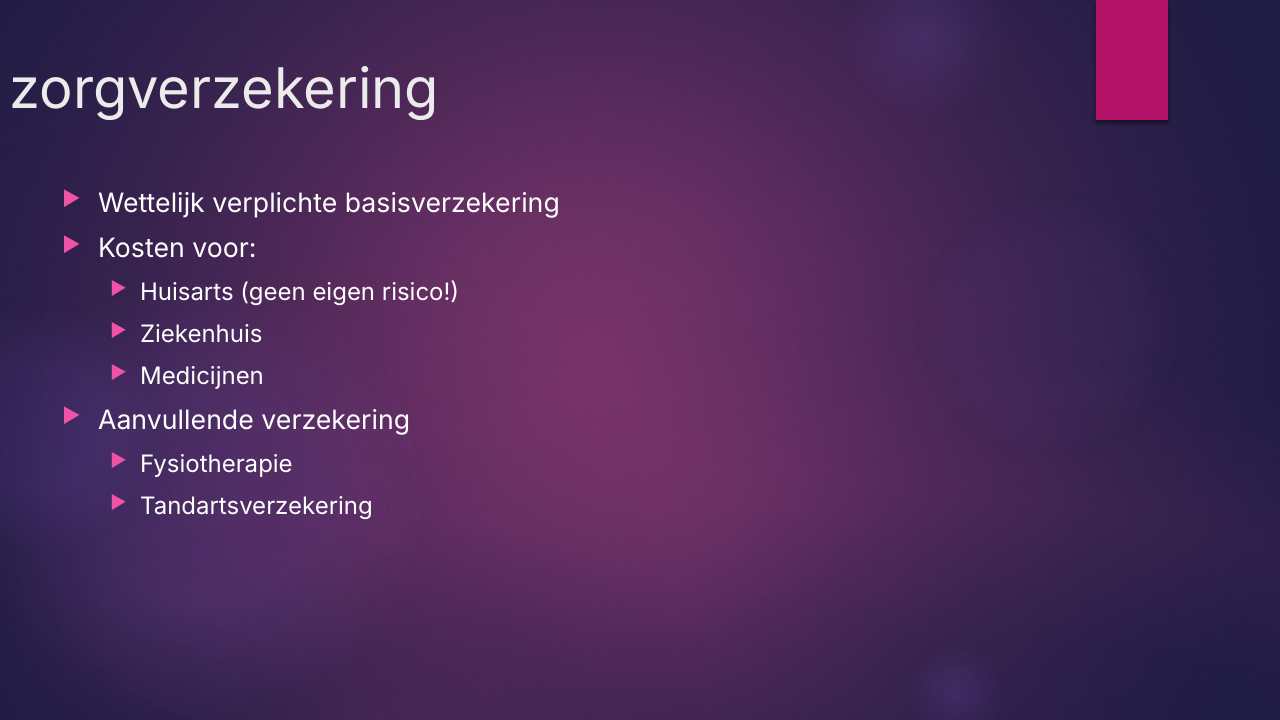 zorgverzekering
Wettelijk verplichte basisverzekering
Kosten voor:
Huisarts (geen eigen risico!)
Ziekenhuis
Medicijnen
Aanvullende verzekering
Fysiotherapie
Tandartsverzekering